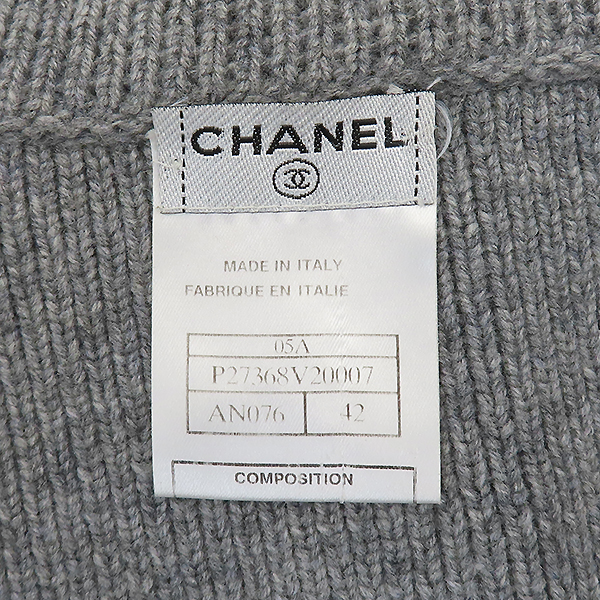 CHANEL
MADE IN ITALY
FABRIQUE EN ITALIE
05A
P27368V20007
AN076 42
COMPOSITION